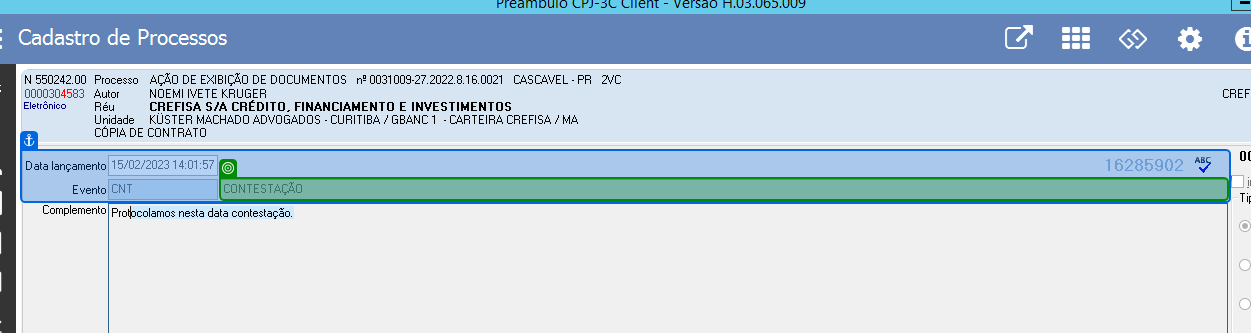 Preâmbulo CPJ-3C Client - Versão H.03.065.009
Cadastro de Processos
N 550242.00 Processo AÇÃO DE EXIBIÇÃO DE DOCUMENTOS nº 0031009-27.2022.8.16.0021 CASCAVEL - PR 2VC
0000304583 Autor NOEMI IVETE KRUGER CREF
Eletrônico Réu CREFISA S/A CRÉDITO, FINANCIAMENTO E INVESTIMENTOS
Unidade KÜSTER MACHADO ADVOGADOS - CURITIBA / GBANC 1 - CARTEIRA CREFISA / MA
CÓPIA DE CONTRATO
Data lançamento 15/02/2023 14:01:57 16285902 ABC
Evento CNT CONTESTAÇÃO
Complemento Protocolamos nesta data contestação.
Tip